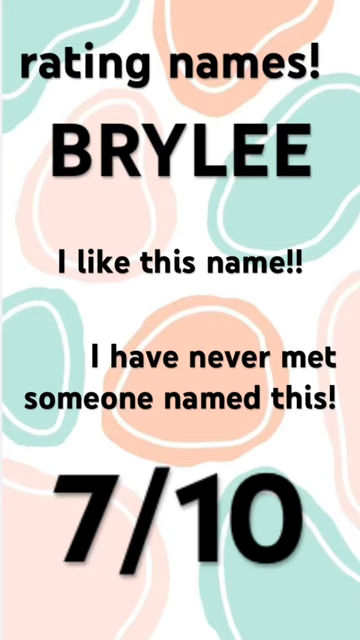 rating names!
BRYLEE
I like this name!!
I have never met
someone named this!
7/10